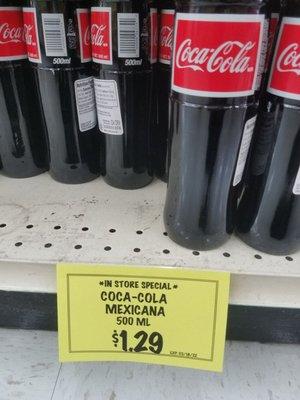 Coca-Cola
Coca-Cola
Coca-Cola
Coca-Cola
500ml
500ml
*IN STORE SPECIAL*
COCA-COLA
MEXICANA
500 ML
$1.29